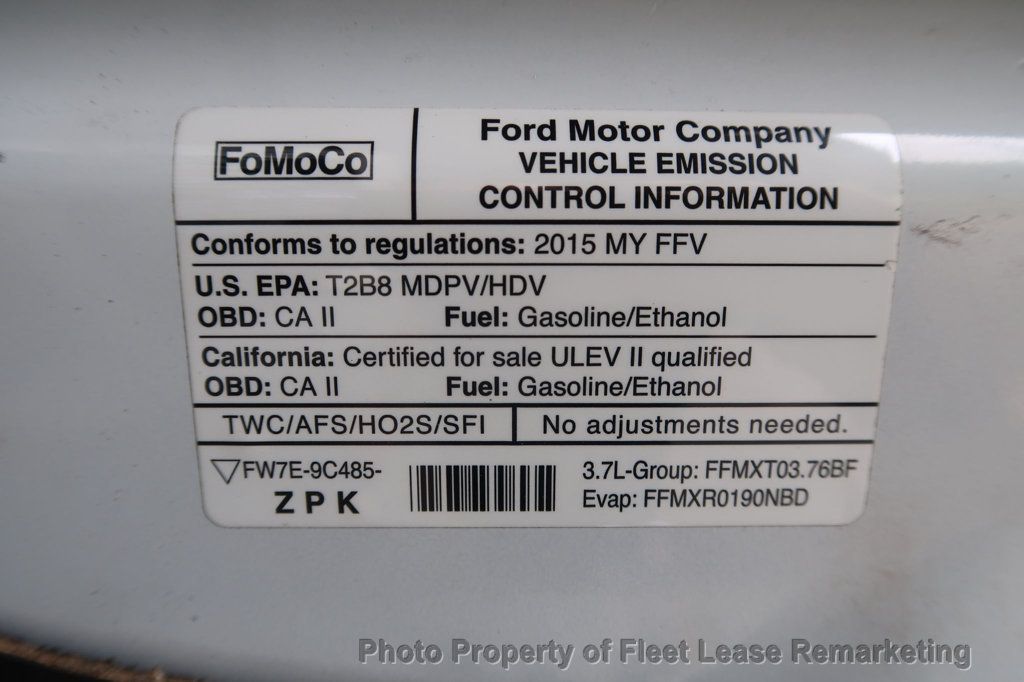 FoMoCo
Ford Motor Company
VEHICLE EMISSION
CONTROL INFORMATION
Conforms to regulations: 2015 MY FFV
U.S. EPA: T2B8 MDPV/HDV
OBD: CA II Fuel: Gasoline/Ethanol
California: Certified for sale ULEV II qualified
OBD: CA II Fuel: Gasoline/Ethanol
TWC/AFS/HO2S/SFI No adjustments needed.
FW7E-9C485-
ZPK
3.7L-Group: FFMXT03.76BF
Evap: FFMXR0190NBD
Photo Property of Fleet Lease Remarketing